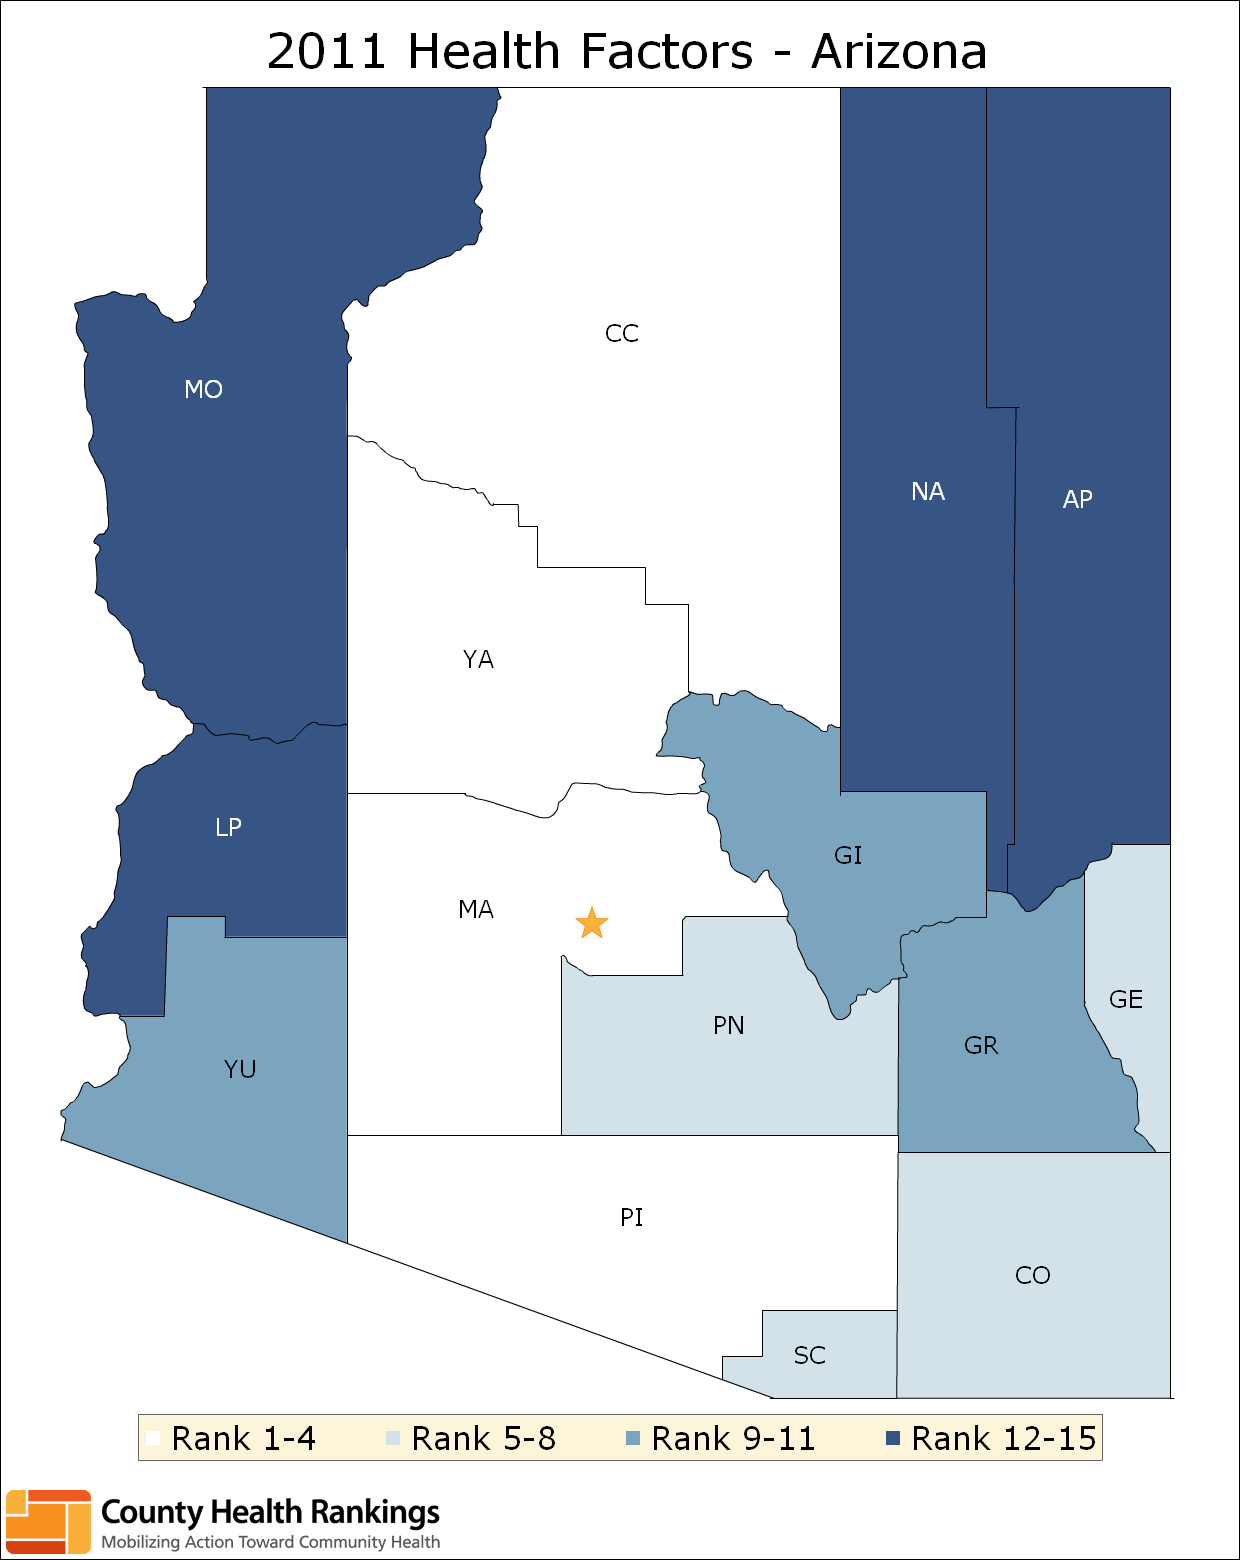 2011 Health Factors - Arizona
CC
MO
NA
AP
YA
LP
GI
MA
GE
PN
GR
YU
PI
CO
SC
Rank 1-4
Rank 5-8
Rank 9-11
Rank 12-15
County Health Rankings
Mobilizing Action Toward Community Health